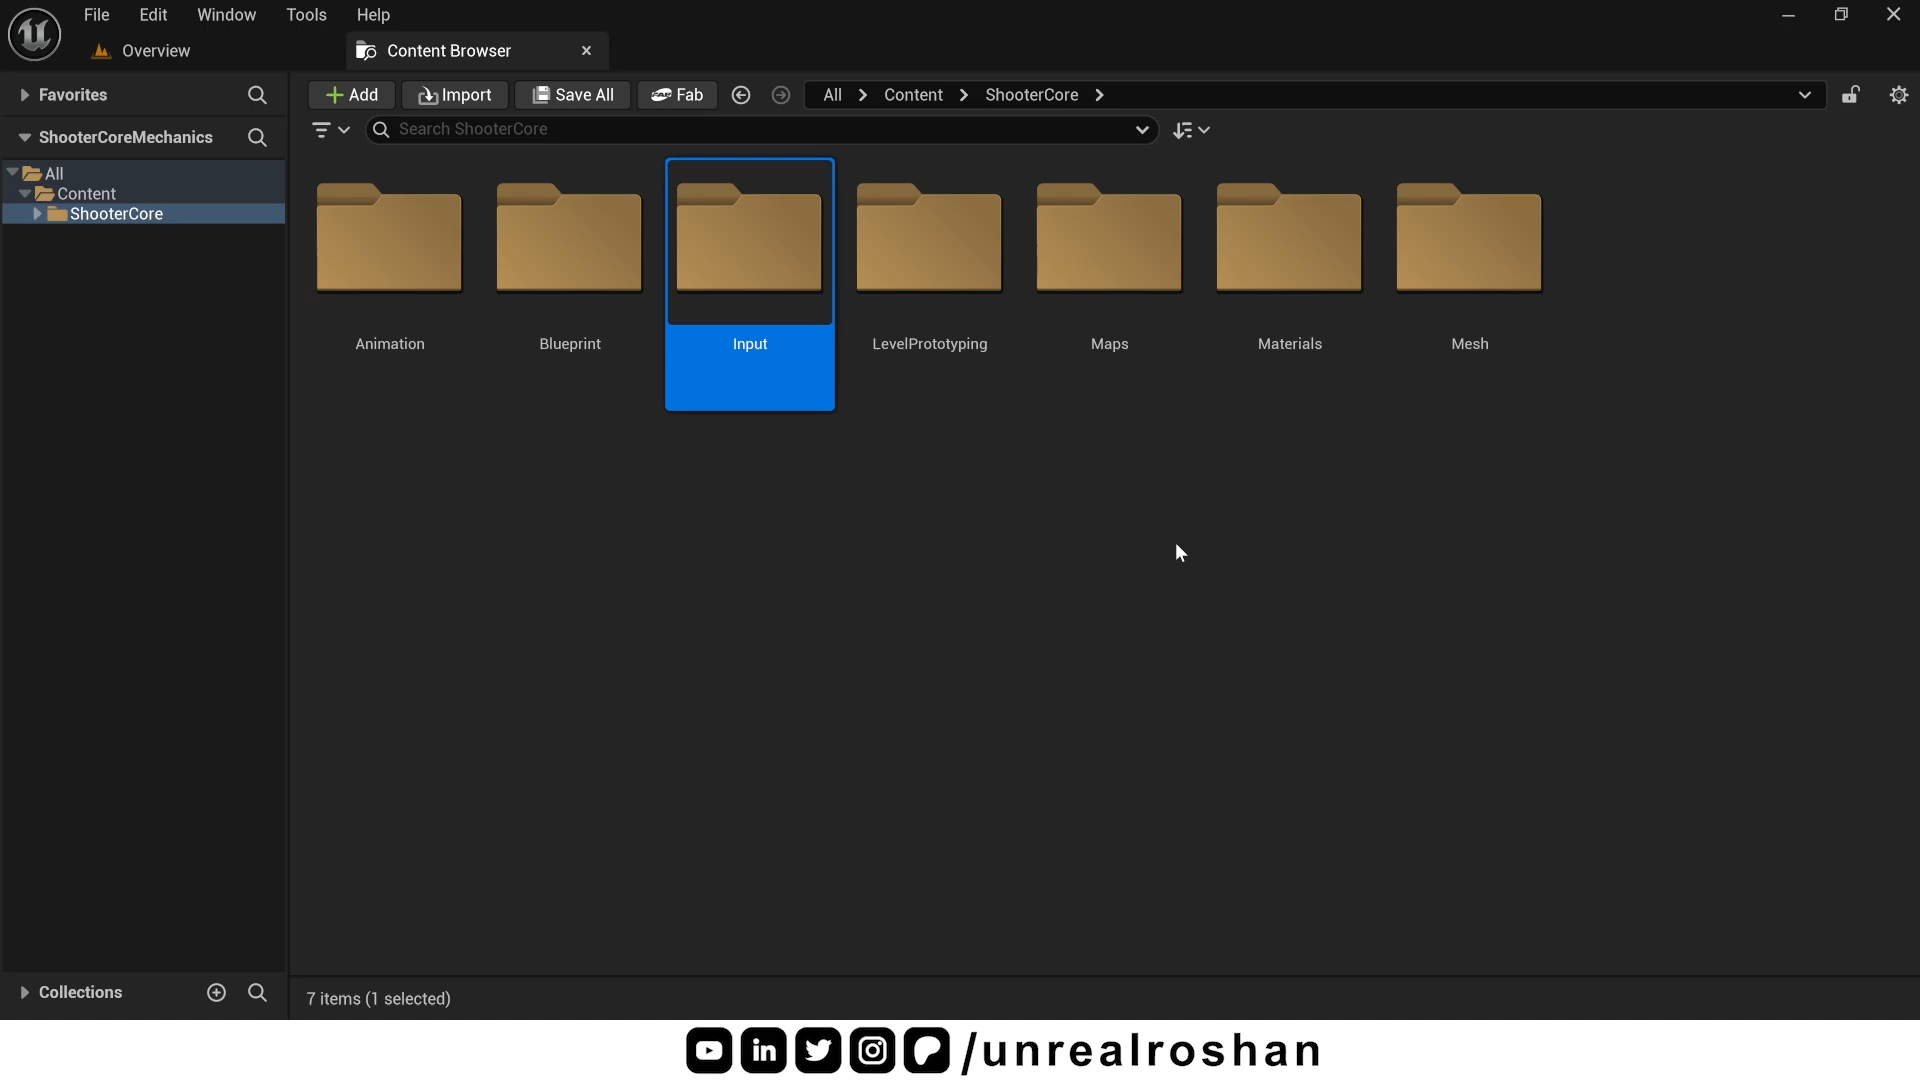 File Edit Window Tools Help
Overview Content Browser
Favorites Add Import Save All Fab All Content ShooterCore
ShooterCoreMechanics Search ShooterCore
All
Content
ShooterCore
Animation Blueprint Input LevelPrototyping Maps Materials Mesh
Collections 7 items (1 selected)
/unrealroshan